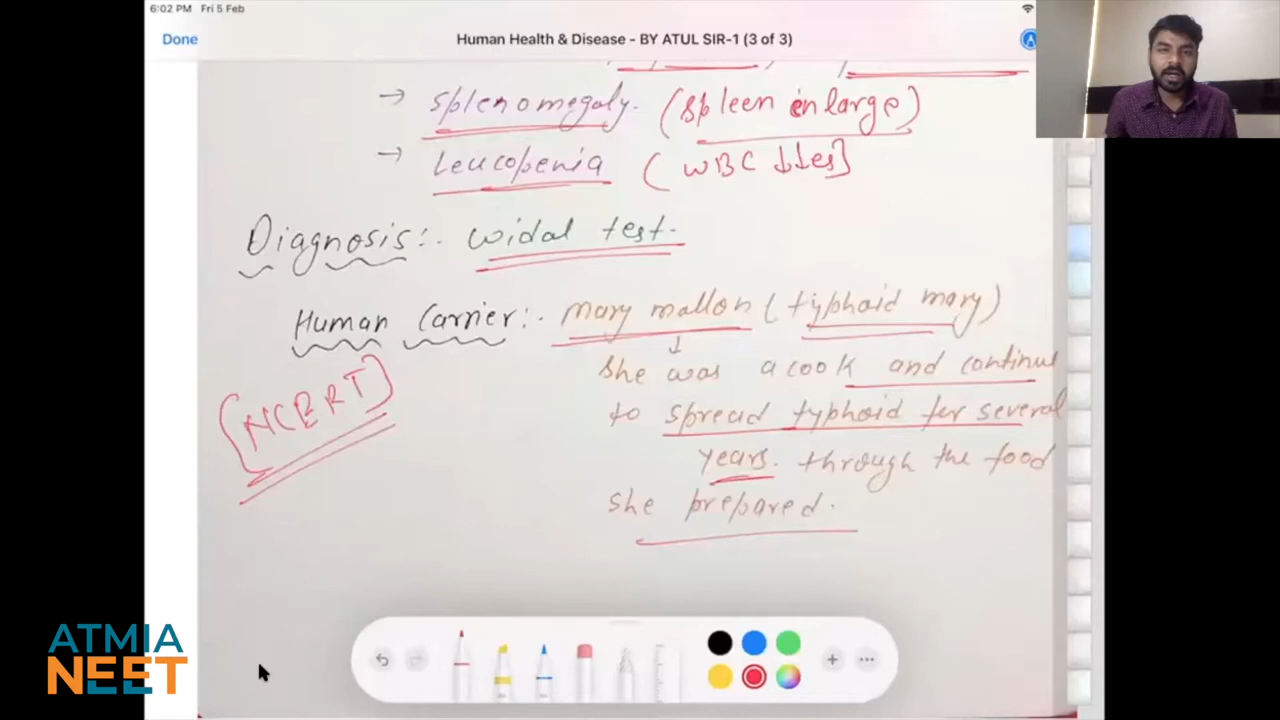 6:02 PM Fri 5 Feb
Done
Human Health & Disease - BY ATUL SIR-1 (3 of 3)
→ Splenomegaly. (spleen enlarge)
→ Leucopenia (WBC ↓↓es]
Diagnosis:- widal test.
Human Carrier:- Mary mallon (typhoid mary)
↓
She was a cook and continue
to spread typhoid for several
years. through the food
she prepared.
[NCERT]
ATMIA
NEET